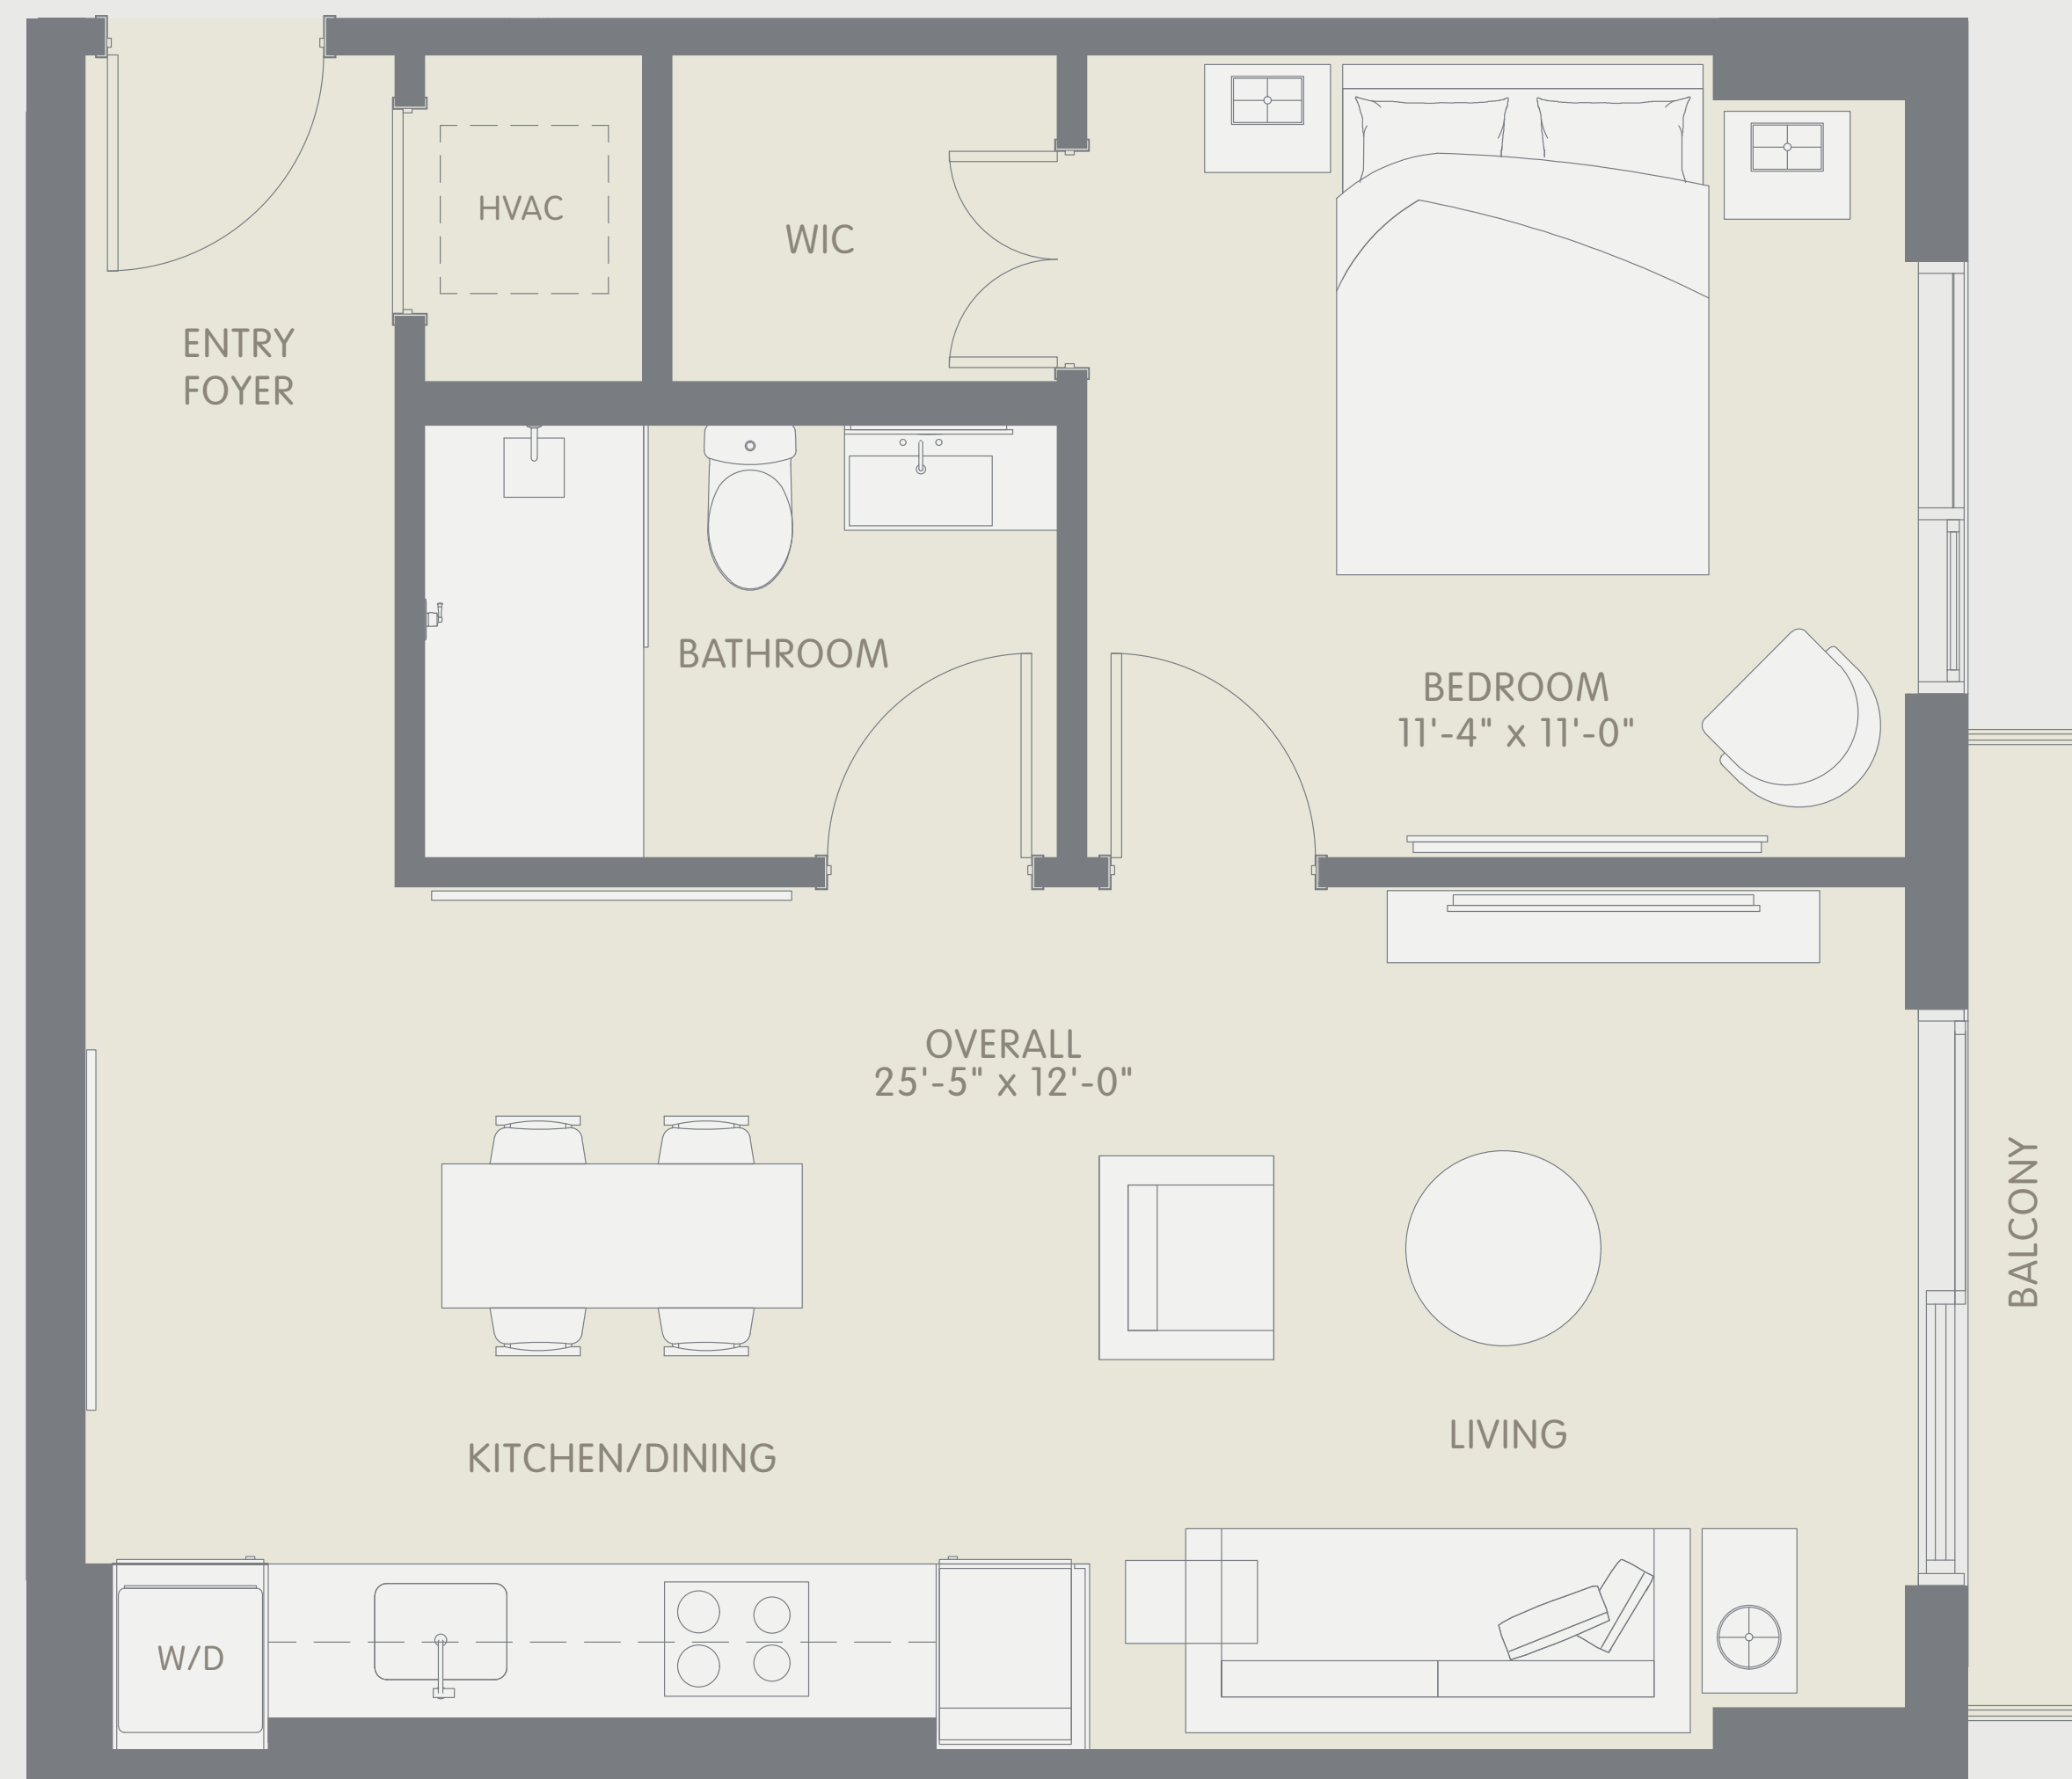 HVAC
WIC
ENTRY
FOYER
BATHROOM
BEDROOM
11'-4" x 11'-0"
OVERALL
25'-5" x 12'-0"
BALCONY
KITCHEN/DINING
LIVING
W/D